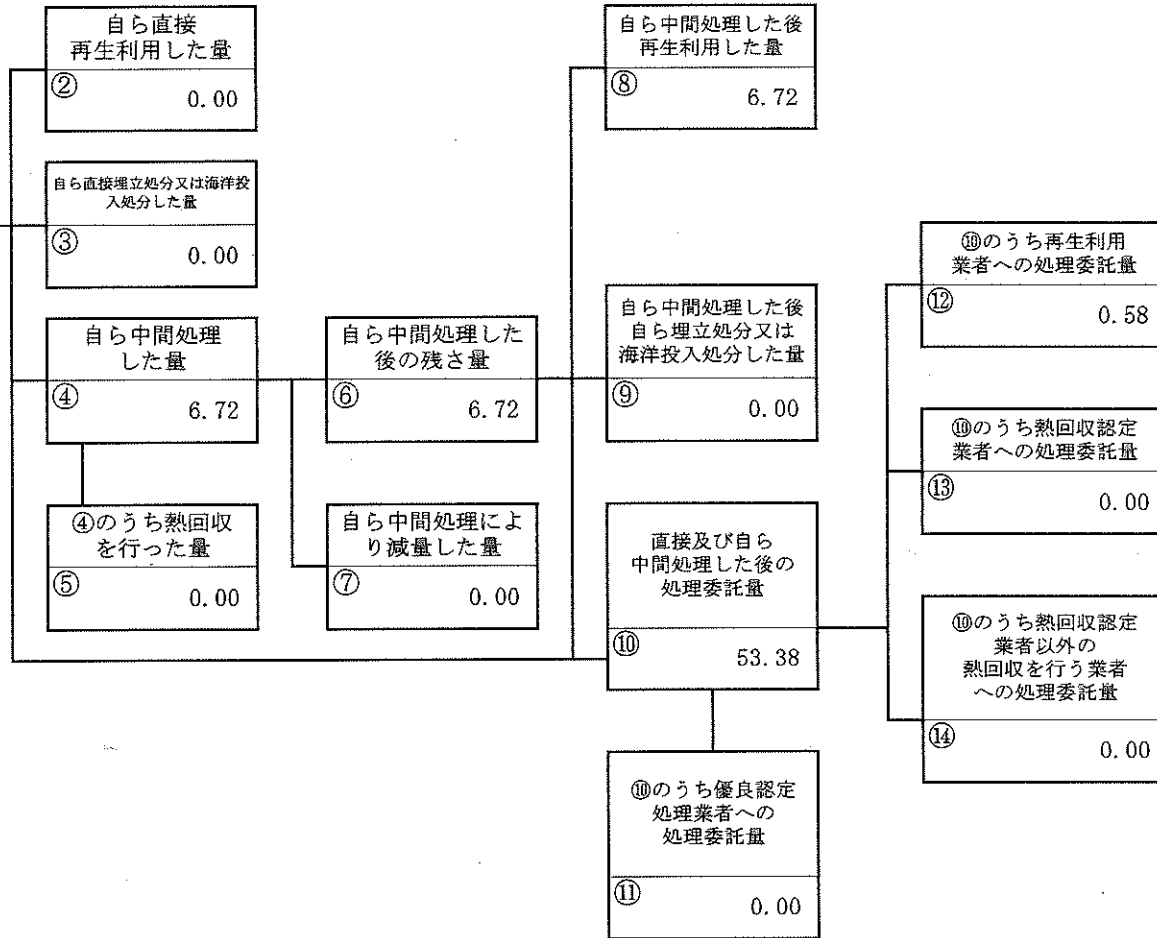 自ら直接
再生利用した量
②
0.00
自ら直接埋立処分又は海洋投
入処分した量
③
0.00
自ら中間処理
した量
④
6.72
④のうち熱回収
を行った量
⑤
0.00
自ら中間処理した
後の残さ量
⑥
6.72
自ら中間処理によ
り減量した量
⑦
0.00
自ら中間処理した後
再生利用した量
⑧
6.72
自ら中間処理した後
自ら埋立処分又は
海洋投入処分した量
⑨
0.00
直接及び自ら
中間処理した後の
処理委託量
⑩
53.38
⑩のうち優良認定
処理業者への
処理委託量
⑪
0.00
⑩のうち再生利用
業者への処理委託量
⑫
0.58
⑩のうち熱回収認定
業者への処理委託量
⑬
0.00
⑩のうち熱回収認定
業者以外の
熱回収を行う業者
への処理委託量
⑭
0.00